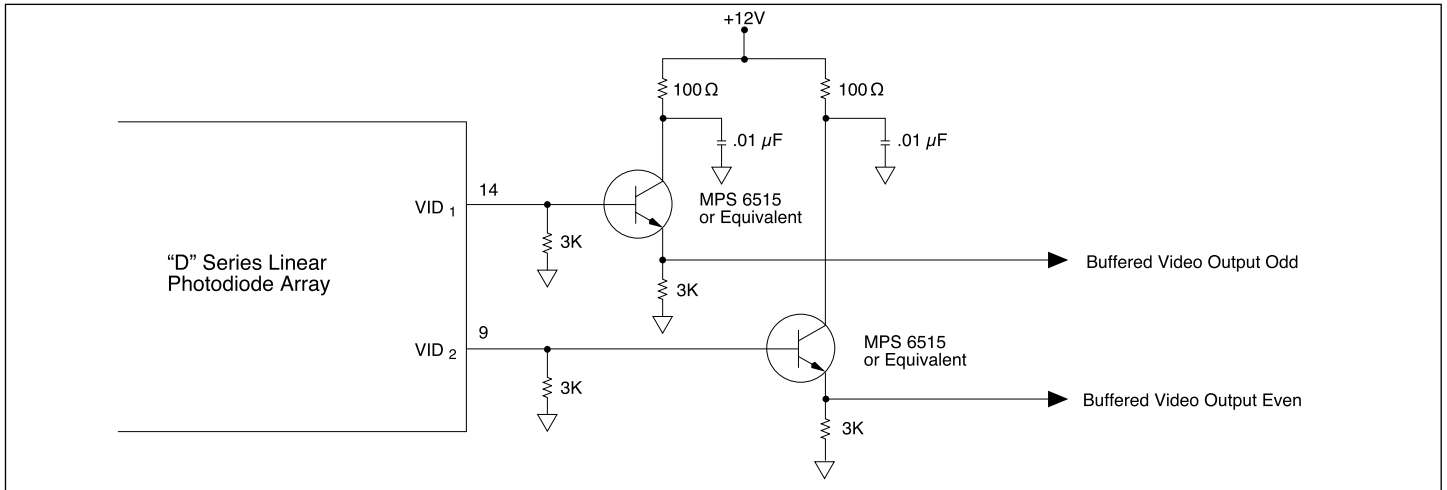 +12V
100 Ω
100 Ω
.01 µF
.01 µF
14
VID 1
MPS 6515
or Equivalent
3K
“D” Series Linear
Photodiode Array
Buffered Video Output Odd
3K
9
VID 2
MPS 6515
or Equivalent
3K
Buffered Video Output Even
3K